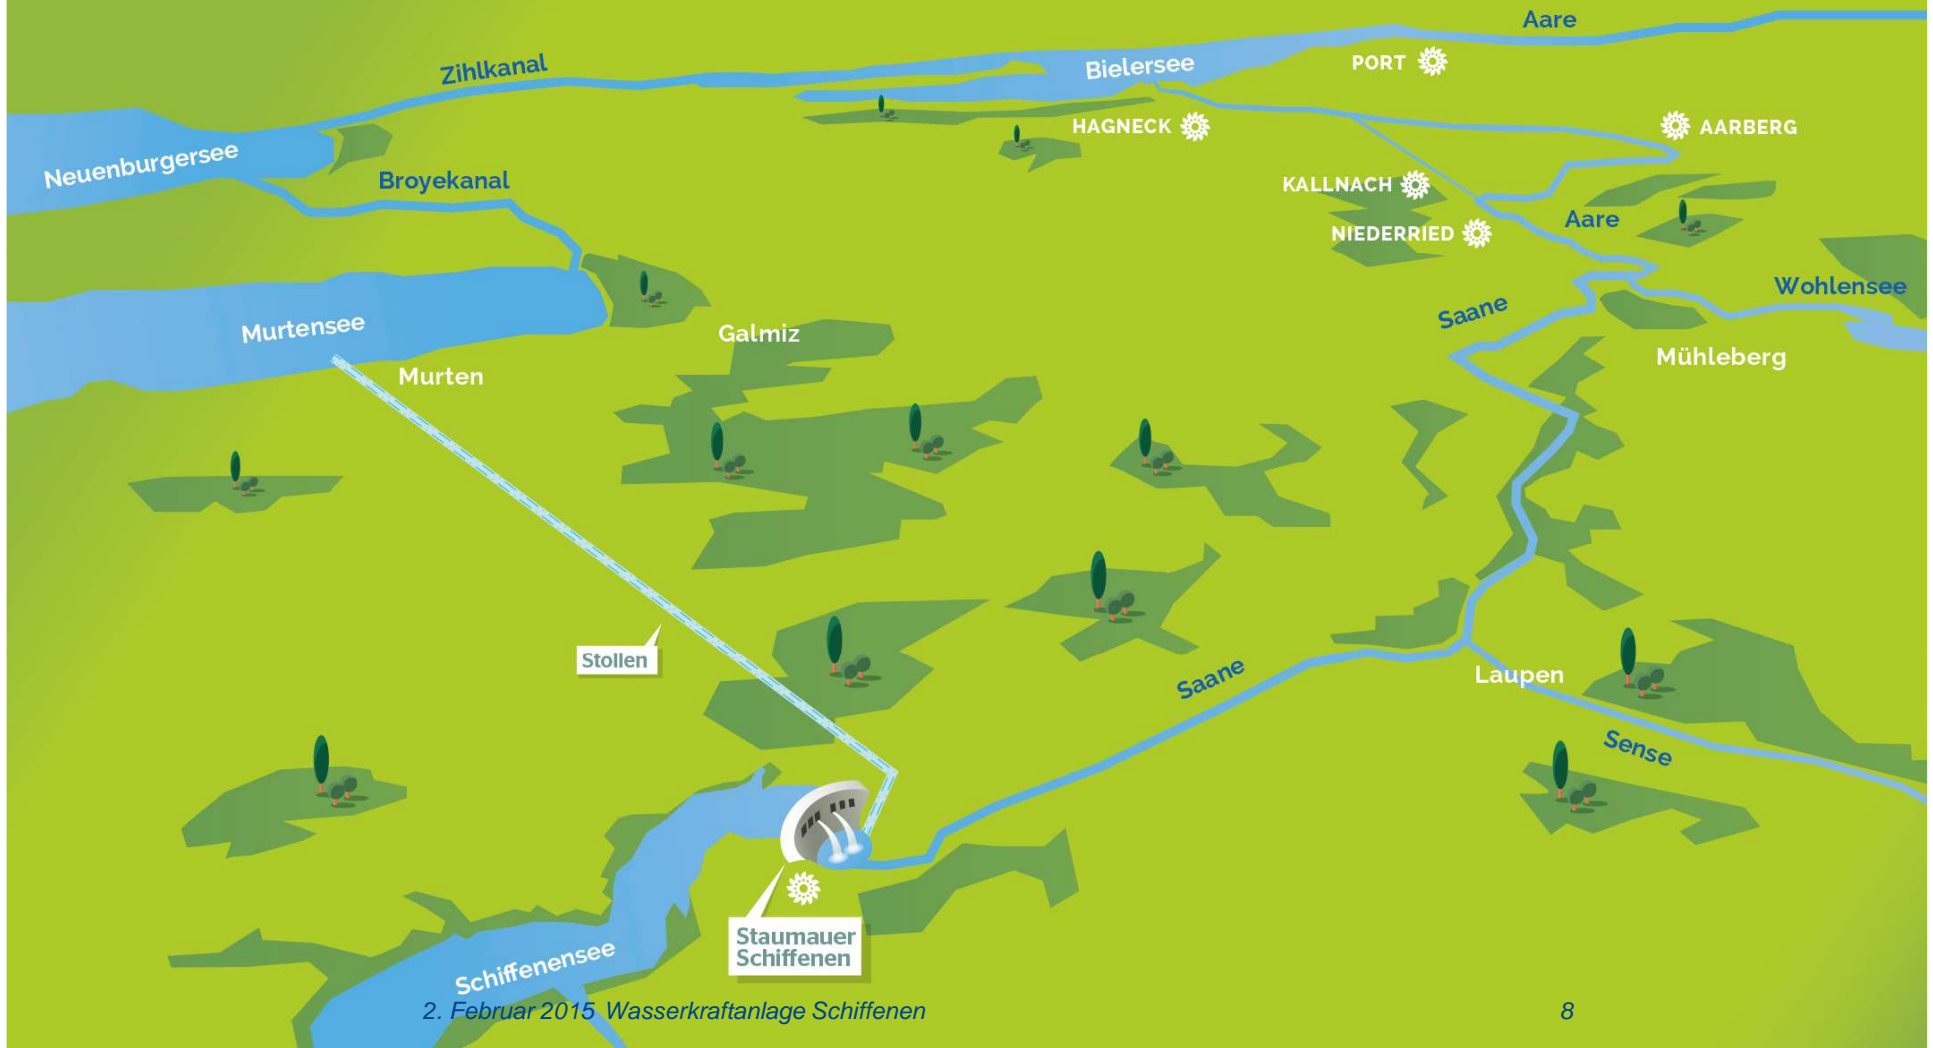 Aare
Zihlkanal
Bielersee
PORT
HAGNECK
AARBERG
Neuenburgersee
Broyekanal
KALLNACH
NIEDERRIED
Aare
Wohlensee
Saane
Murtensee
Galmiz
Mühleberg
Murten
Stollen
Saane
Laupen
Sense
Staumauer
Schiffenen
Schiffenensee
2. Februar 2015 Wasserkraftanlage Schiffenen
8